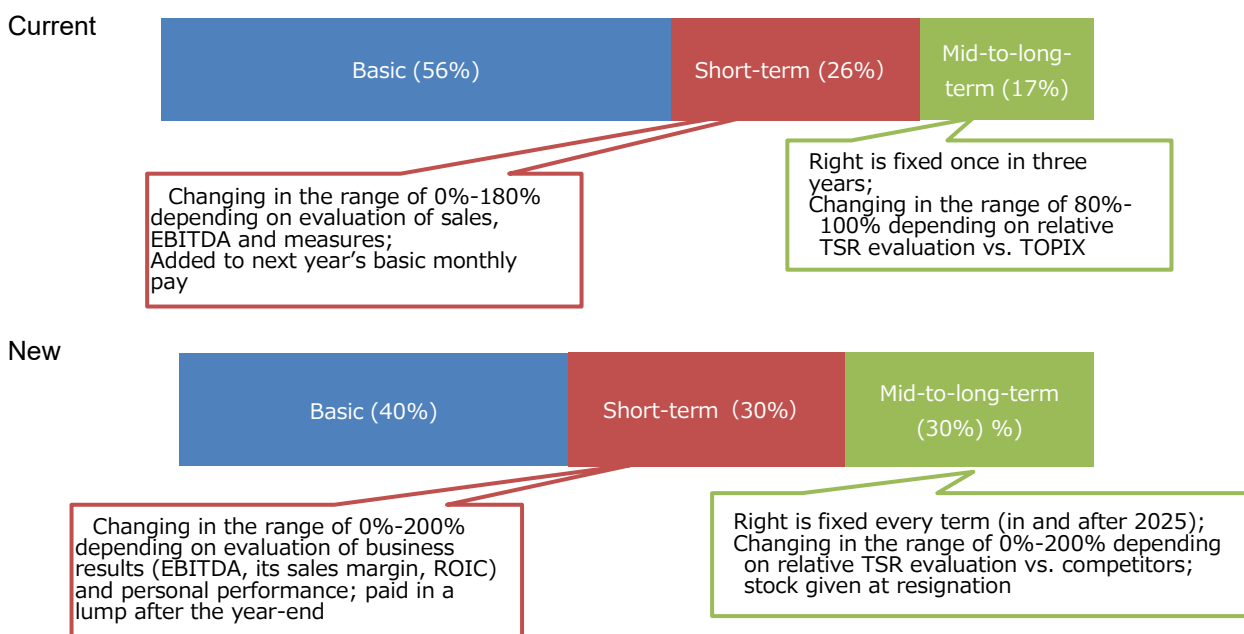 Current
Basic (56%)
Short-term (26%)
Mid-to-long-
term (17%)
Changing in the range of 0%-180%
depending on evaluation of sales,
EBITDA and measures;
Added to next year’s basic monthly
pay
Right is fixed once in three
years;
Changing in the range of 80%-
100% depending on relative
TSR evaluation vs. TOPIX
New
Basic (40%)
Short-term（30%)
Mid-to-long-term
(30%) %)
Changing in the range of 0%-200%
depending on evaluation of business
results (EBITDA, its sales margin, ROIC)
and personal performance; paid in a
lump after the year-end
Right is fixed every term (in and after 2025);
Changing in the range of 0%-200% depending
on relative TSR evaluation vs. competitors;
stock given at resignation